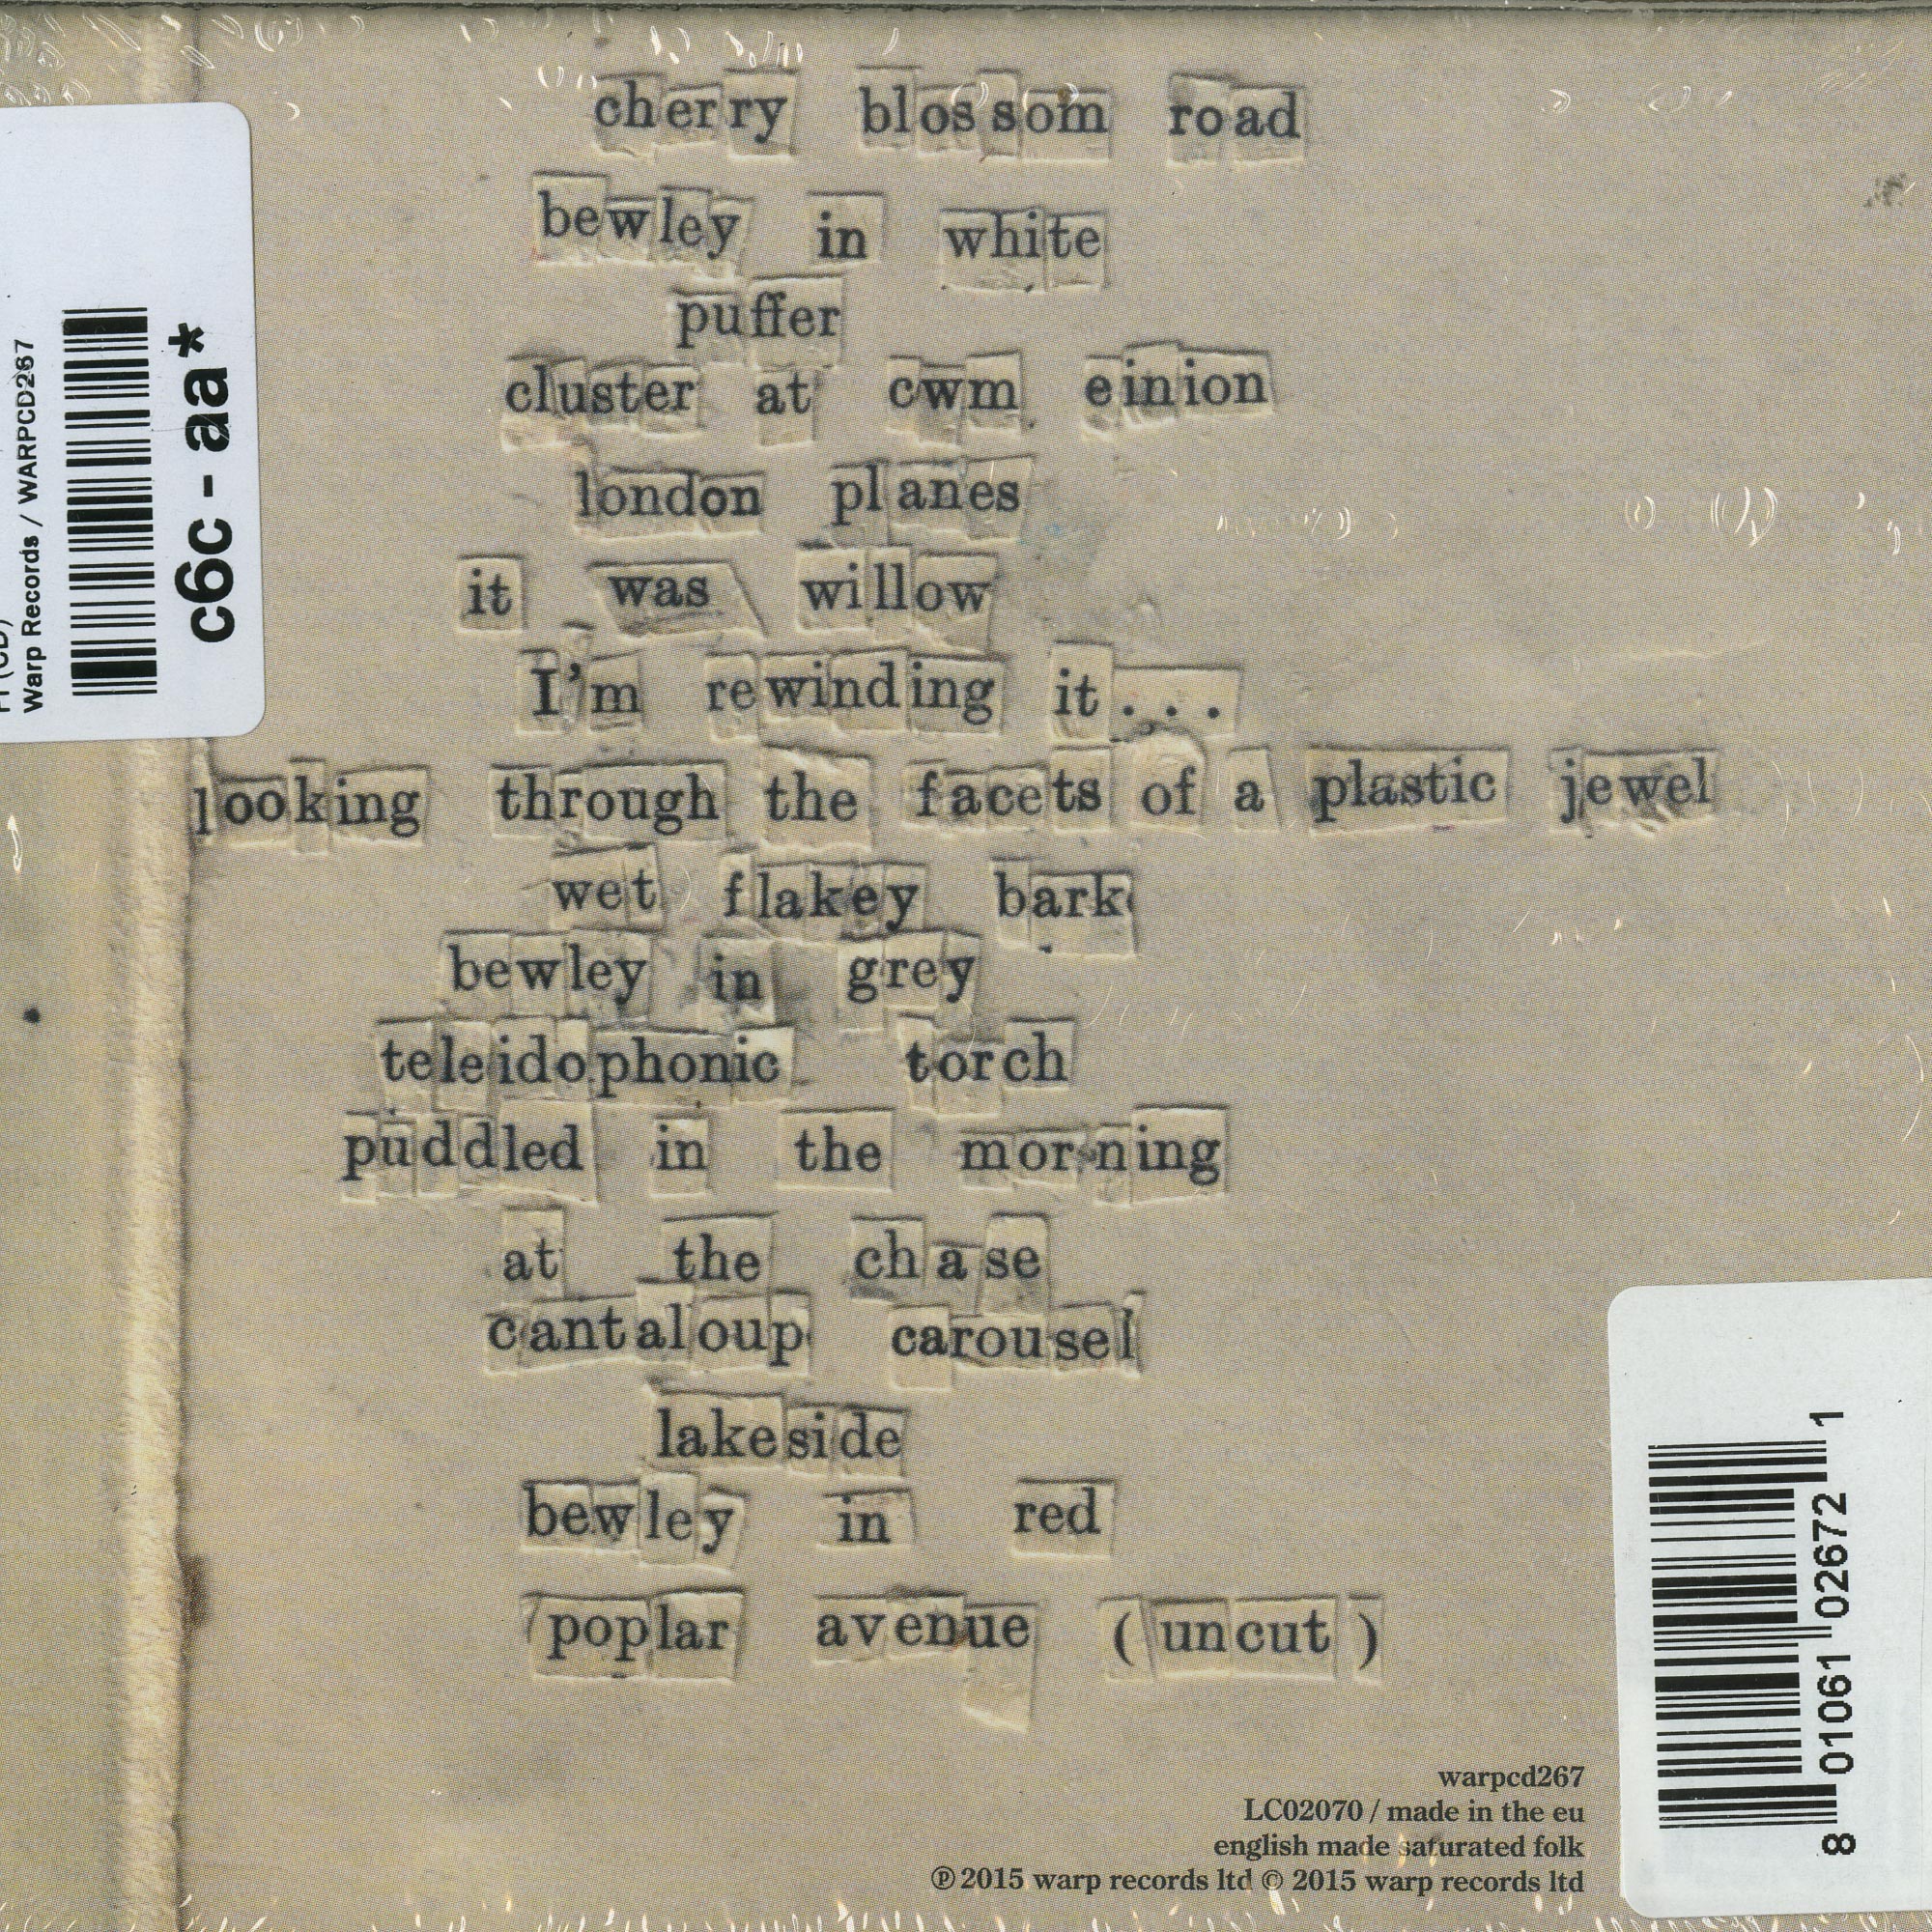 cherry blossom road
bewley in white
puffer
cluster at cwm einion
london planes
it was willow
I'm rewinding it...
looking through the facets of a plastic jewel
wet flakey bark
bewley in grey
teleidophonic torch
puddled in the morning
at the chase
cantaloup carousel
lakeside
bewley in red
poplar avenue (uncut)
Warp Records / WARPCD267
c6c - aa*
8 01061 02672 1
warpcd267
LC02070 / made in the eu
english made saturated folk
℗ 2015 warp records ltd © 2015 warp records ltd